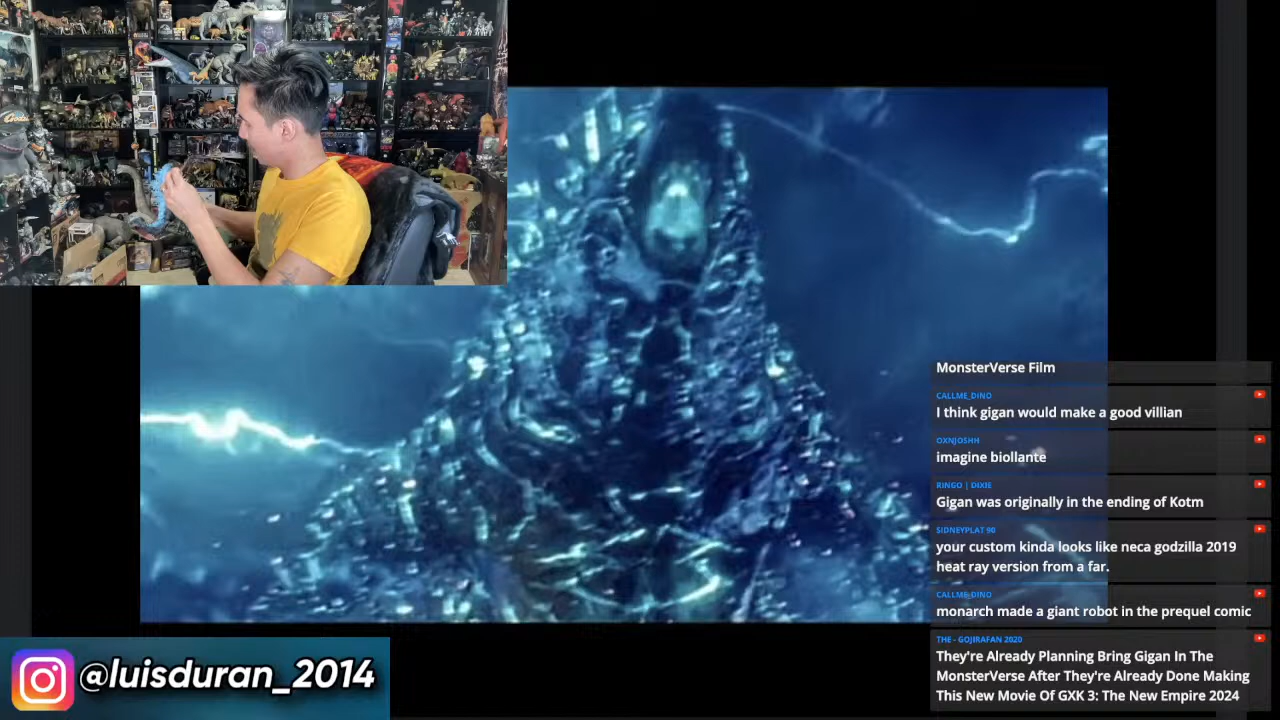 MonsterVerse Film
CALLME_DINO
I think gigan would make a good villian
OXNJOSHH
imagine biollante
RINGO | DIXIE
Gigan was originally in the ending of Kotm
SIDNEYPLAT 90
your custom kinda looks like neca godzilla 2019
heat ray version from a far.
CALLME_DINO
monarch made a giant robot in the prequel comic
THE - GOJIRAFAN 2020
They're Already Planning Bring Gigan In The
MonsterVerse After They're Already Done Making
This New Movie Of GXK 3: The New Empire 2024
@luisduran_2014